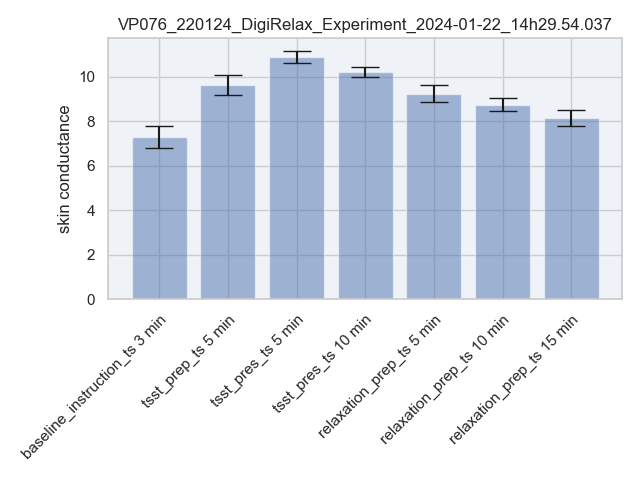 VP076_220124_DigiRelax_Experiment_2024-01-22_14h29.54.037
skin conductance
10
8
6
4
2
0
baseline_instruction_ts 3 min
tsst_prep_ts 5 min
tsst_pres_ts 5 min
tsst_pres_ts 10 min
relaxation_prep_ts 5 min
relaxation_prep_ts 10 min
relaxation_prep_ts 15 min